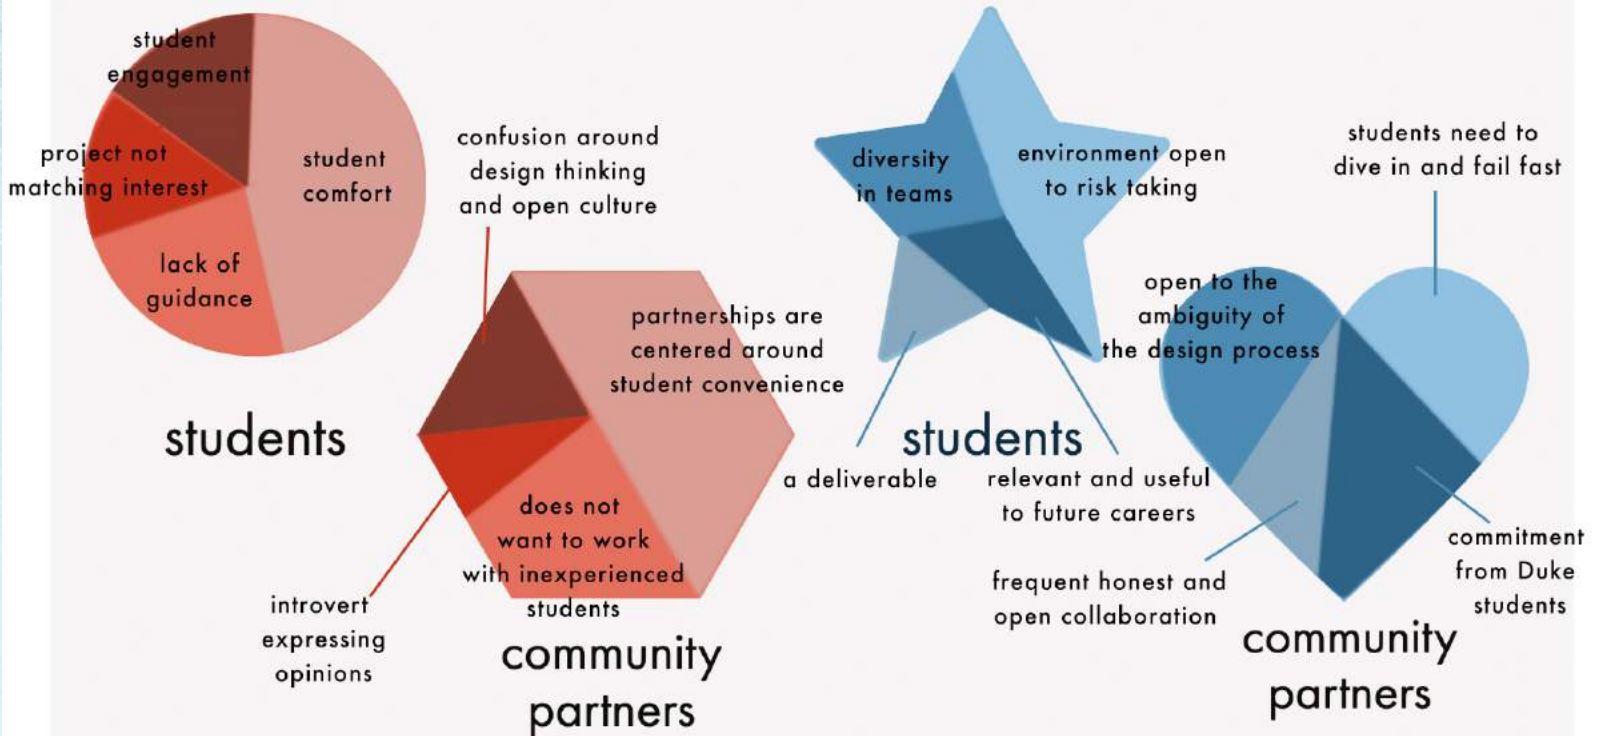 student
engagement
project not
matching interest
student
comfort
lack of
guidance
students
confusion around
design thinking
and open culture
partnerships are
centered around
student convenience
does not
want to work
with inexperienced
students
introvert
expressing
opinions
community
partners
diversity
in teams
environment open
to risk taking
a deliverable
relevant and useful
to future careers
students
students need to
dive in and fail fast
open to the
ambiguity of
the design process
frequent honest and
open collaboration
commitment
from Duke
students
community
partners